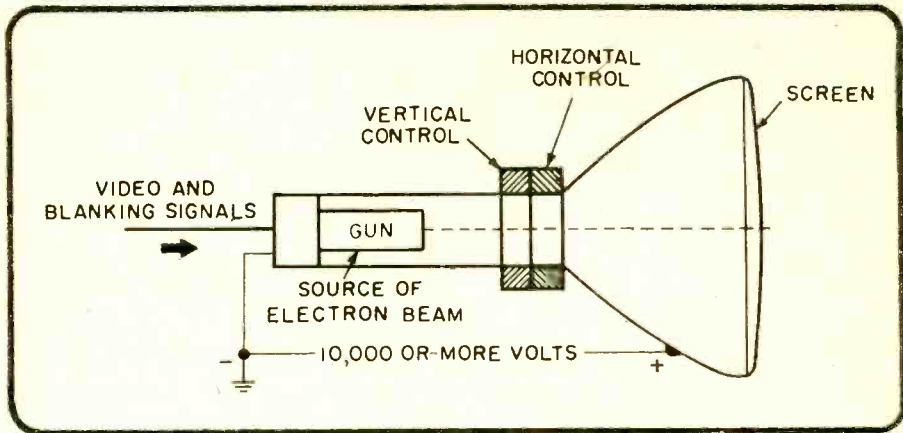 HORIZONTAL
CONTROL
VERTICAL
CONTROL
SCREEN
VIDEO AND
BLANKING SIGNALS
GUN
SOURCE OF
ELECTRON BEAM
- 10,000 OR-MORE VOLTS +